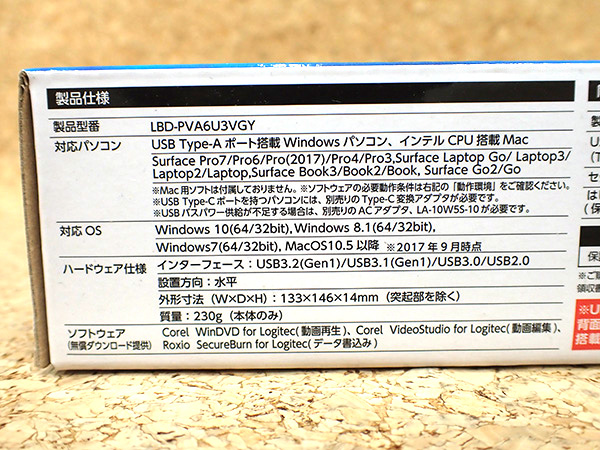 製品仕様
製品型番 LBD-PVA6U3VGY
対応パソコン USB Type-A ポート搭載 Windows パソコン、インテル CPU 搭載 Mac
Surface Pro7/Pro6/Pro(2017)/Pro4/Pro3,Surface Laptop Go/ Laptop3/
Laptop2/Laptop,Surface Book3/Book2/Book, Surface Go2/Go
※Mac用ソフトは付属しておりません。※ソフトウェアの必要動作条件は右記の「動作環境」をご確認ください。
※USB Type-C ポートを持つパソコンには、別売りの Type-C 変換アダプタが必要です。
※USB バスパワー供給が不足する場合は、別売りの AC アダプタ、LA-10W5S-10 が必要です。
対応 OS Windows 10(64/32bit),Windows 8.1(64/32bit),
Windows7(64/32bit), MacOS10.5 以降 ※2017 年 9 月時点
ハードウェア仕様 インターフェース：USB3.2(Gen1)/USB3.1(Gen1)/USB3.0/USB2.0
設置方向：水平
外形寸法（W×D×H）：133×146×14mm（突起部を除く）
質量：230g（本体のみ）
ソフトウェア Corel WinDVD for Logitec(動画再生)、Corel VideoStudio for Logitec(動画編集)、
(無償ダウンロード提供) Roxio SecureBurn for Logitec(データ書込み)
保
※ご
領収書
※U
背面
搭載